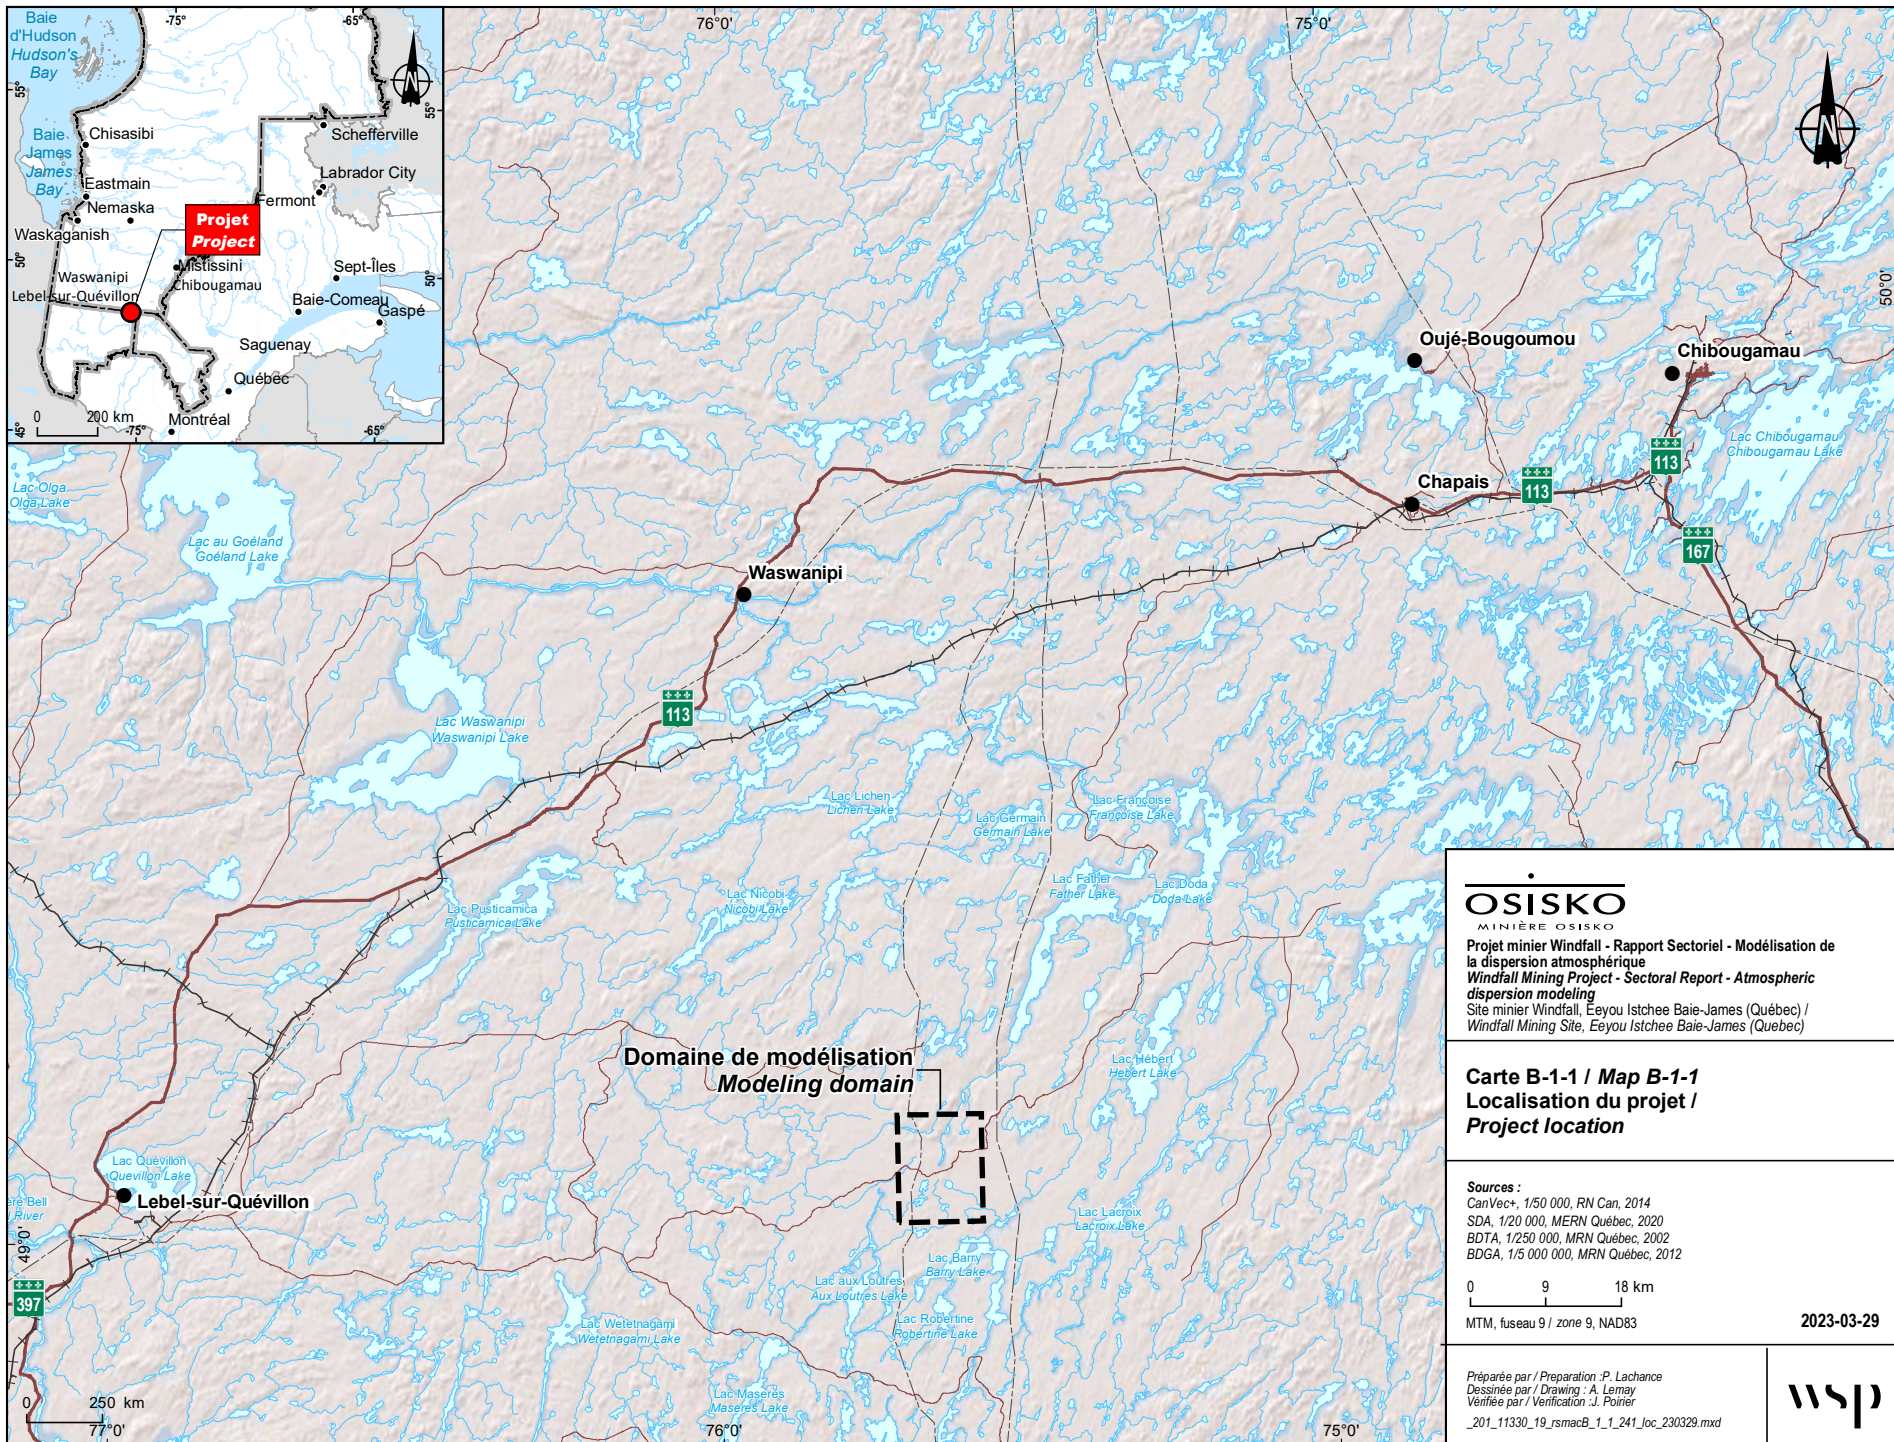 Baie
d'Hudson
Hudson's
Bay
-75°
-65°
55°
55°
Chisasibi
Schefferville
Baie
James
James
Bay
Labrador City
Eastmain
Fermont
Nemaska
Projet
Project
Waskaganish
50°
Mistissini
Sept-Îles
50°
Waswanipi
Chibougamau
Lebel-sur-Quévillon
Baie-Comeau
Gaspé
Saguenay
Québec
0 200 km
Montréal
45°
-75°
-65°
N
76°0'
75°0'
N
50°0'
Oujé-Bougoumou
Chibougamau
Lac Chibougamau
Chibougamau Lake
113
Chapais
113
167
Lac Olga
Olga Lake
Lac au Goéland
Goéland Lake
Waswanipi
113
Lac Waswanipi
Waswanipi Lake
Lac Lichen
Lichen Lake
Lac Germain
Germain Lake
Lac Françoise
Françoise Lake
Lac Father
Father Lake
Lac Doda
Doda Lake
Lac Nicobi
Nicobi Lake
Lac Pusticamica
Pusticamica Lake
Domaine de modélisation
Modeling domain
Lac Hébert
Hebert Lake
Lac Quévillon
Quevillon Lake
Lebel-sur-Quévillon
Lac Lacroix
Lacroix Lake
Lac Barry
Barry Lake
Lac aux Loutres
Aux Loutres Lake
Lac Robertine
Robertine Lake
Lac Wetetnagami
Wetetnagami Lake
Lac Maseres
Maseres Lake
49°0'
397
0 250 km
77°0'
76°0'
75°0'
OSISKO
MINIÈRE OSISKO
Projet minier Windfall - Rapport Sectoriel - Modélisation de
la dispersion atmosphérique
Windfall Mining Project - Sectoral Report - Atmospheric
dispersion modeling
Site minier Windfall, Eeyou Istchee Baie-James (Québec) /
Windfall Mining Site, Eeyou Istchee Baie-James (Quebec)
Carte B-1-1 / Map B-1-1
Localisation du projet /
Project location
Sources :
CanVec+, 1/50 000, RN Can, 2014
SDA, 1/20 000, MERN Québec, 2020
BDTA, 1/250 000, MRN Québec, 2002
BDGA, 1/5 000 000, MRN Québec, 2012
0 9 18 km
MTM, fuseau 9 / zone 9, NAD83
2023-03-29
Préparée par / Preparation :P. Lachance
Dessinée par / Drawing : A. Lemay
Vérifiée par / Verification :J. Poirier
_201_11330_19_rsmacB_1_1_241_loc_230329.mxd
wsp